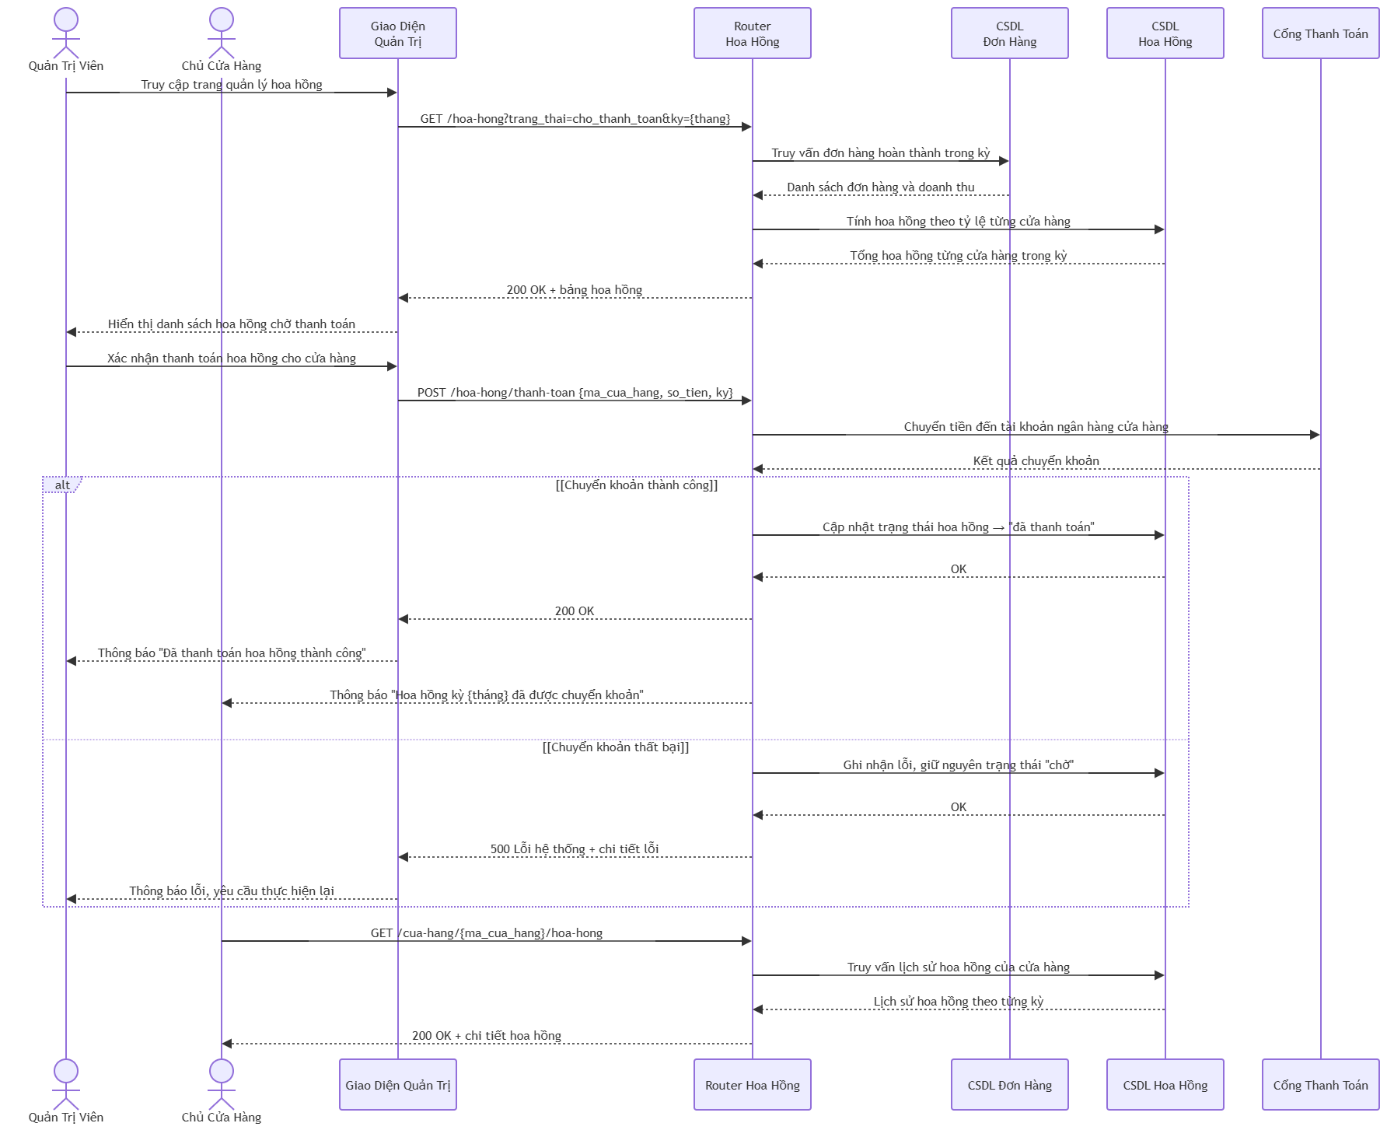 Quản Trị Viên
Chủ Cửa Hàng
Giao Diện
Quản Trị
Router
Hoa Hồng
CSDL
Đơn Hàng
CSDL
Hoa Hồng
Cổng Thanh Toán
Truy cập trang quản lý hoa hồng
GET /hoa-hong?trang_thai=cho_thanh_toan&ky={thang}
Truy vấn đơn hàng hoàn thành trong kỳ
Danh sách đơn hàng và doanh thu
Tính hoa hồng theo tỷ lệ từng cửa hàng
Tổng hoa hồng từng cửa hàng trong kỳ
200 OK + bảng hoa hồng
Hiển thị danh sách hoa hồng chờ thanh toán
Xác nhận thanh toán hoa hồng cho cửa hàng
POST /hoa-hong/thanh-toan {ma_cua_hang, so_tien, ky}
Chuyển tiền đến tài khoản ngân hàng cửa hàng
Kết quả chuyển khoản
alt
[[Chuyển khoản thành công]]
Cập nhật trạng thái hoa hồng → "đã thanh toán"
OK
200 OK
Thông báo "Đã thanh toán hoa hồng thành công"
Thông báo "Hoa hồng kỳ {tháng} đã được chuyển khoản"
[[Chuyển khoản thất bại]]
Ghi nhận lỗi, giữ nguyên trạng thái "chờ"
OK
500 Lỗi hệ thống + chi tiết lỗi
Thông báo lỗi, yêu cầu thực hiện lại
GET /cua-hang/{ma_cua_hang}/hoa-hong
Truy vấn lịch sử hoa hồng của cửa hàng
Lịch sử hoa hồng theo từng kỳ
200 OK + chi tiết hoa hồng
Quản Trị Viên
Chủ Cửa Hàng
Giao Diện Quản Trị
Router Hoa Hồng
CSDL Đơn Hàng
CSDL Hoa Hồng
Cổng Thanh Toán